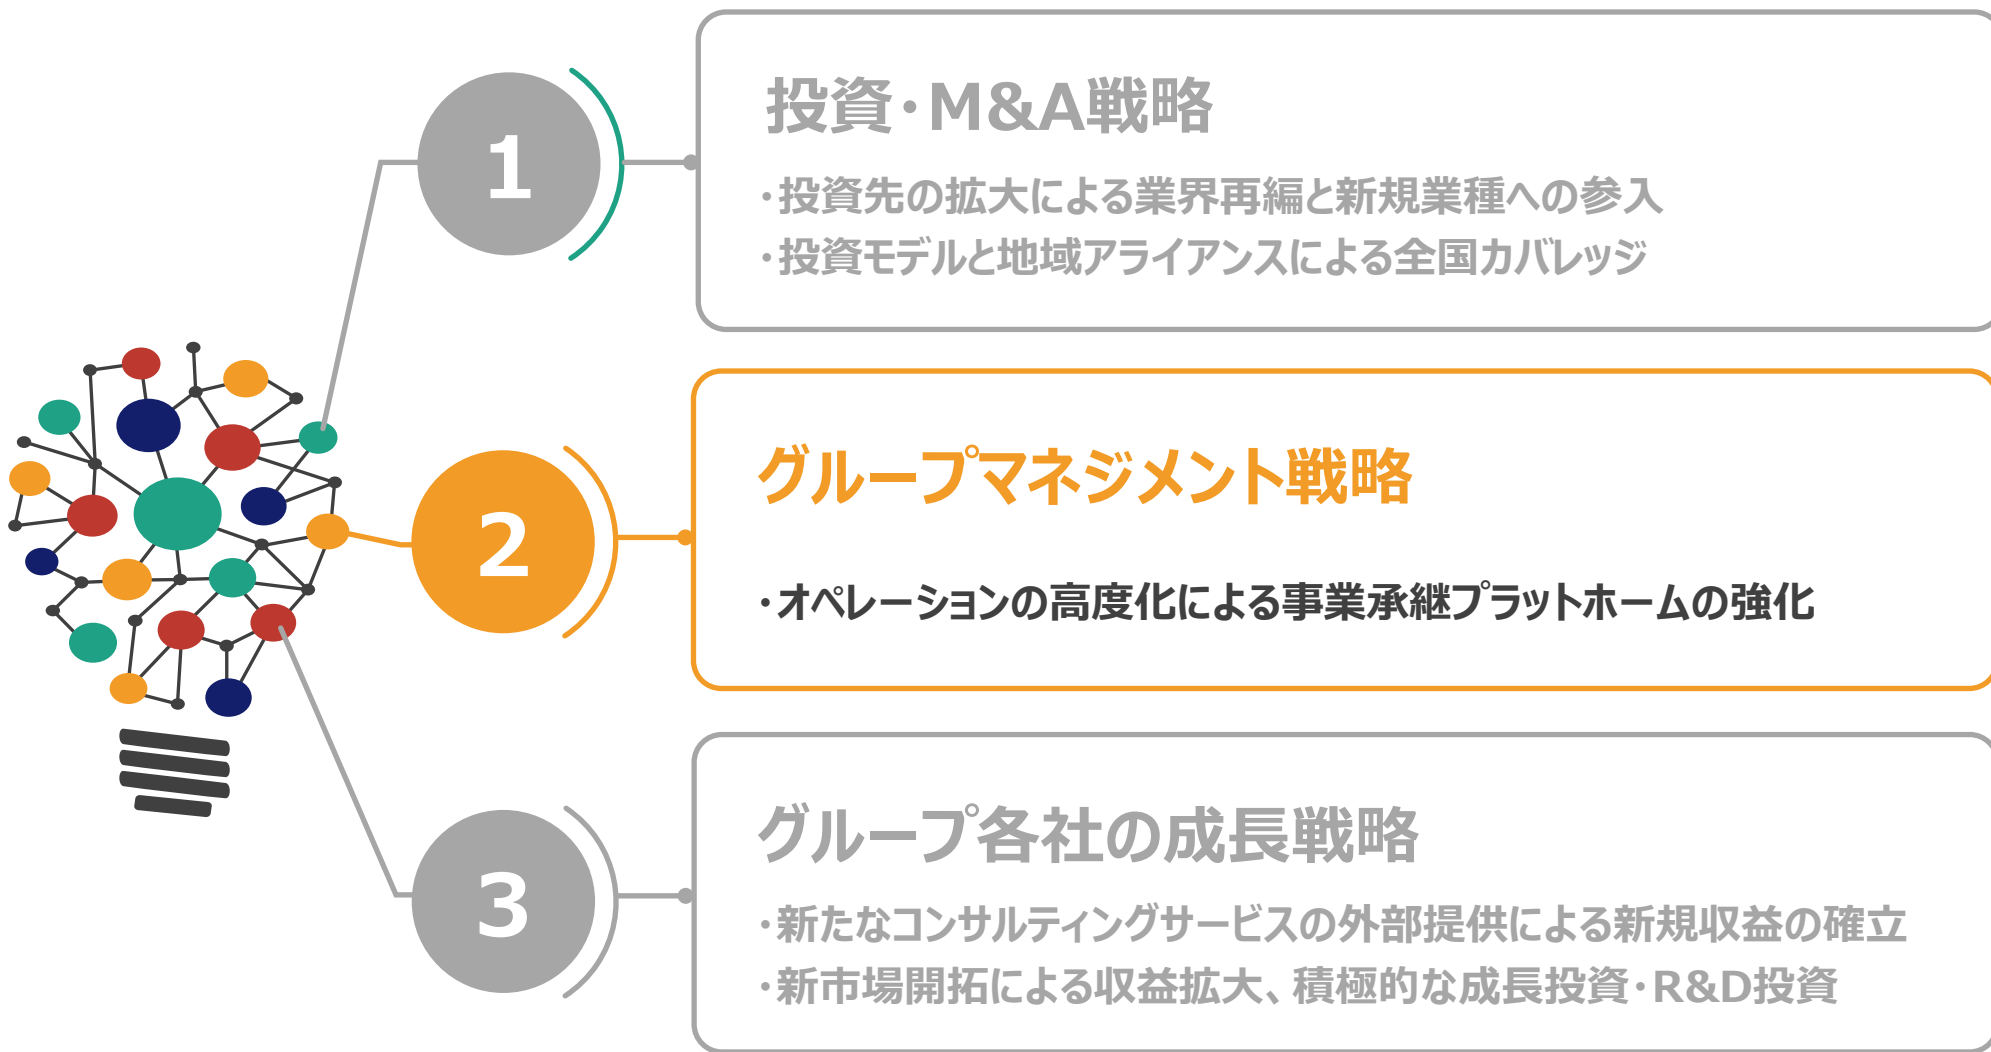 1
投資・M&A戦略
・投資先の拡大による業界再編と新規業種への参入
・投資モデルと地域アライアンスによる全国カバレッジ
2
グループマネジメント戦略
・オペレーションの高度化による事業承継プラットホームの強化
3
グループ各社の成長戦略
・新たなコンサルティングサービスの外部提供による新規収益の確立
・新市場開拓による収益拡大、積極的な成長投資・R&D投資